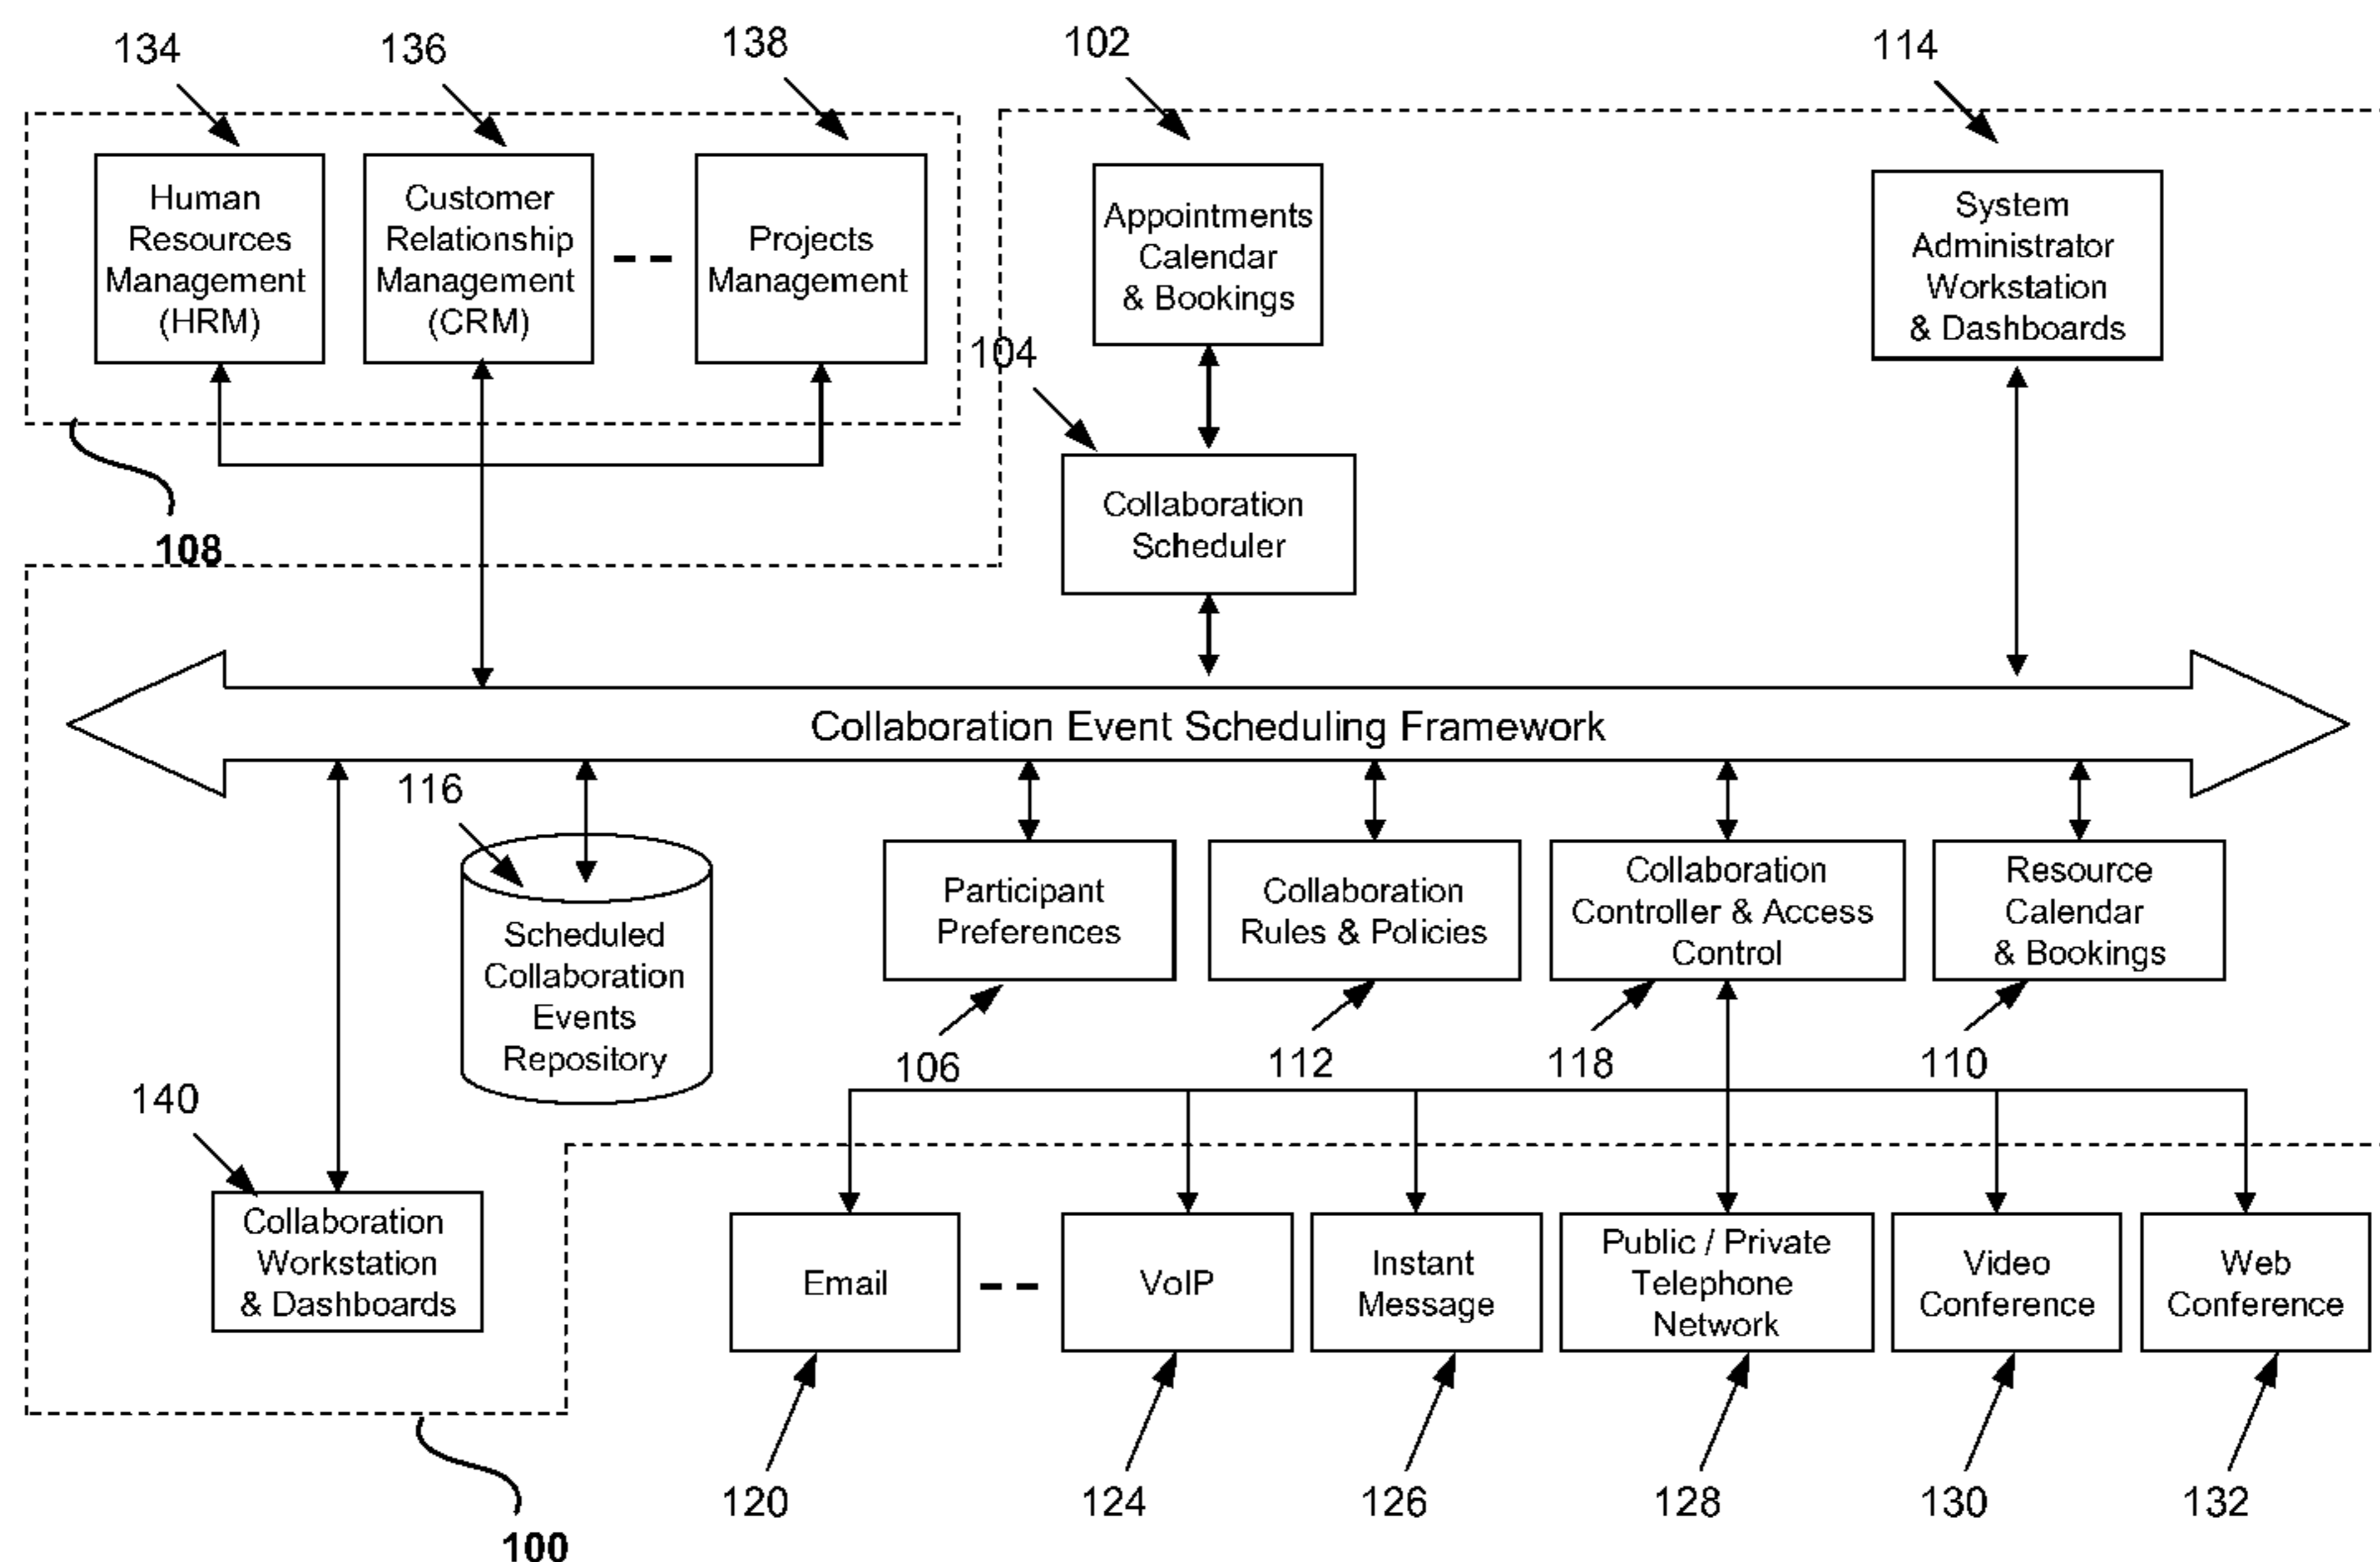 134
136
138
102
114
Human
Resources
Management
(HRM)
Customer
Relationship
Management
(CRM)
Projects
Management
Appointments
Calendar
& Bookings
System
Administrator
Workstation
& Dashboards
104
Collaboration
Scheduler
108
Collaboration Event Scheduling Framework
116
Scheduled
Collaboration
Events
Repository
Participant
Preferences
Collaboration
Rules & Policies
Collaboration
Controller & Access
Control
Resource
Calendar
& Bookings
106
112
118
110
140
Collaboration
Workstation
& Dashboards
Email
VoIP
Instant
Message
Public / Private
Telephone
Network
Video
Conference
Web
Conference
120
124
126
128
130
132
100